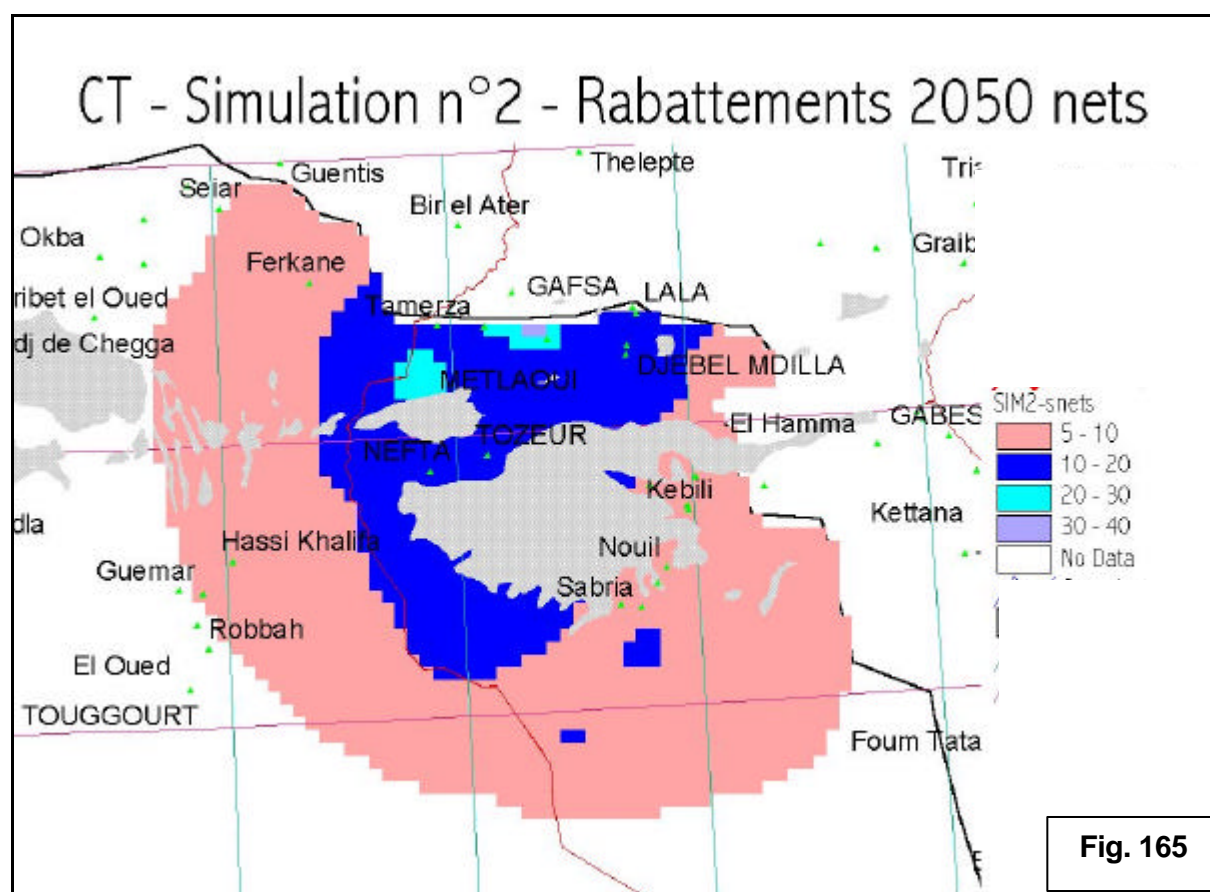 CT - Simulation n°2 - Rabattements 2050 nets
Thelepte
Guentis
Seiar
Bir el Ater
Okba
Graib
Ferkane
GAFSA
LALA
ribet el Oued
Tamerza
dj de Chegga
DJEBEL MDILLA
METLAOUI
El Hamma
GABES
SIM2-snets
5 - 10
10 - 20
20 - 30
30 - 40
No Data
NEFTA
TOZEUR
Kebili
Kettana
dla
Hassi Khalifa
Nouil
Guemar
Sabria
Robbah
El Oued
TOUGGOURT
Foum Tata
Fig. 165